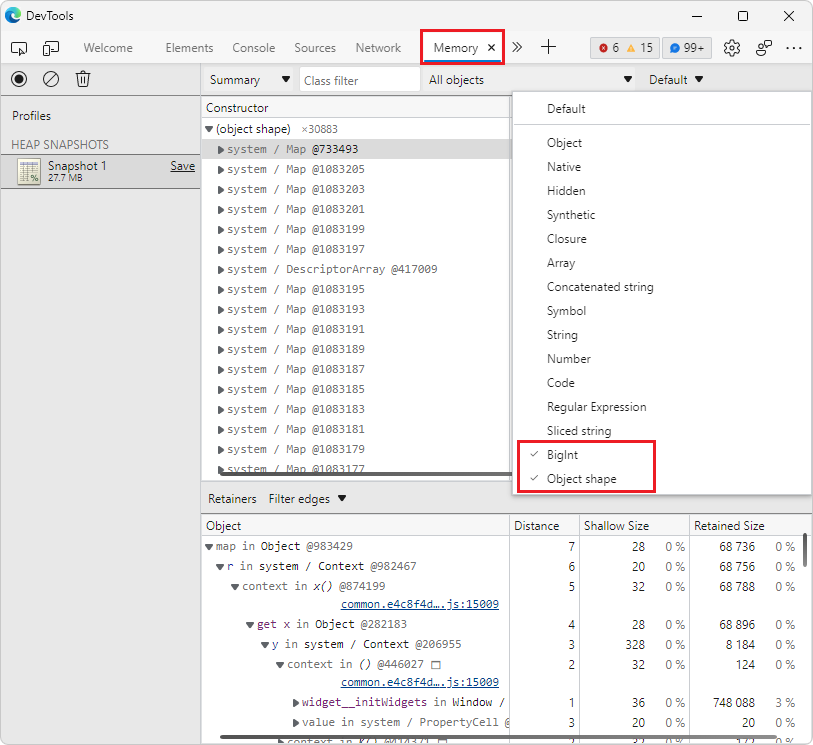 DevTools
Welcome Elements Console Sources Network Memory 6 15 99+
Summary Class filter All objects Default
Profiles
HEAP SNAPSHOTS
Snapshot 1 Save
27.7 MB
Constructor
(object shape) ×30883
system / Map @733493
system / Map @1083205
system / Map @1083203
system / Map @1083201
system / Map @1083199
system / Map @1083197
system / DescriptorArray @417009
system / Map @1083195
system / Map @1083193
system / Map @1083191
system / Map @1083189
system / Map @1083187
system / Map @1083185
system / Map @1083183
system / Map @1083181
system / Map @1083179
system / Map @1083177
Default
Object
Native
Hidden
Synthetic
Closure
Array
Concatenated string
Symbol
String
Number
Code
Regular Expression
Sliced string
BigInt
Object shape
Retainers Filter edges
Object Distance Shallow Size Retained Size
map in Object @983429 7 28 0 % 68 736 0 %
r in system / Context @982467 6 20 0 % 68 756 0 %
context in x() @874199 5 32 0 % 68 788 0 %
common.e4c8f4d….js:15009
get x in Object @282183 4 28 0 % 68 896 0 %
y in system / Context @206955 3 328 0 % 8 184 0 %
context in () @446027 2 32 0 % 124 0 %
common.e4c8f4d….js:15009
widget__initWidgets in Window / 1 36 0 % 748 088 3 %
value in system / PropertyCell @ 3 20 0 % 20 0 %
context in K() @414371 2 32 0 % 172 0 %